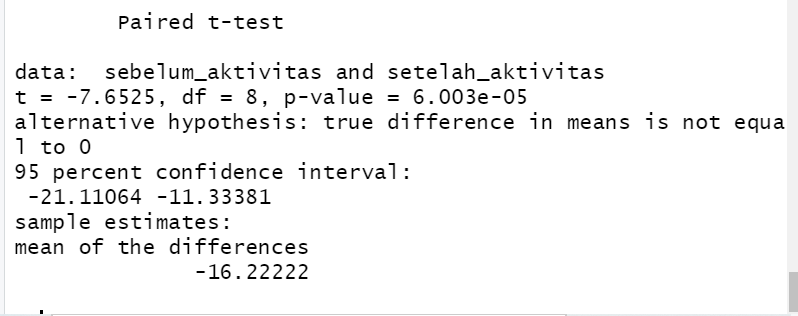 Paired t-test
data:  sebelum_aktivitas and setelah_aktivitas
t = -7.6525, df = 8, p-value = 6.003e-05
alternative hypothesis: true difference in means is not equa
l to 0
95 percent confidence interval:
 -21.11064 -11.33381
sample estimates:
mean of the differences
              -16.22222